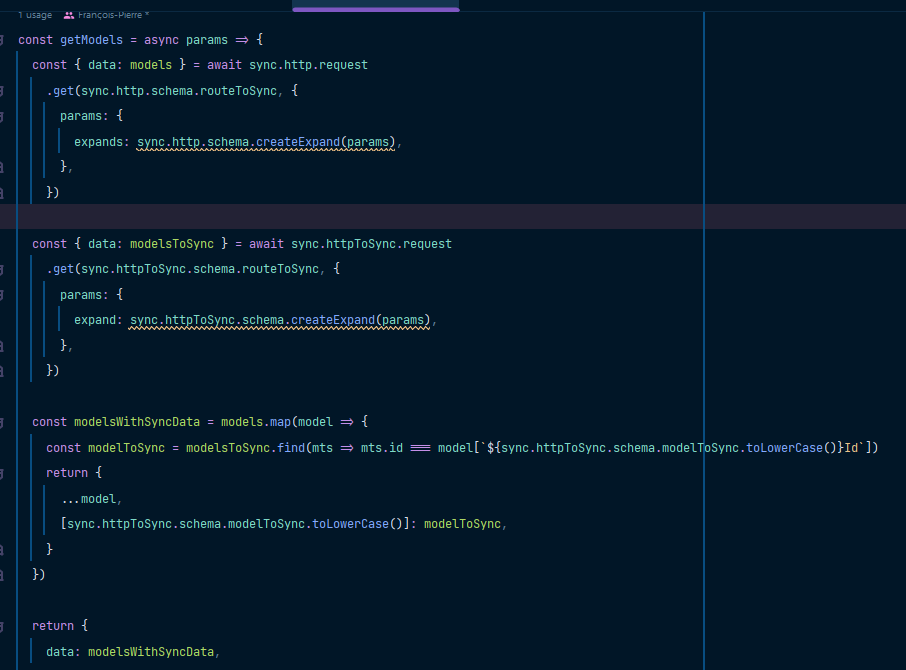 1 usage François-Pierre *
const getModels = async params => {
const { data: models } = await sync.http.request
.get(sync.http.schema.routeToSync, {
params: {
expands: sync.http.schema.createExpand(params),
},
})
const { data: modelsToSync } = await sync.httpToSync.request
.get(sync.httpToSync.schema.routeToSync, {
params: {
expand: sync.httpToSync.schema.createExpand(params),
},
})
const modelsWithSyncData = models.map(model => {
const modelToSync = modelsToSync.find(mts => mts.id === model[`${sync.httpToSync.schema.modelToSync.toLowerCase()}Id`])
return {
...model,
[sync.httpToSync.schema.modelToSync.toLowerCase()]: modelToSync,
}
})
return {
data: modelsWithSyncData,